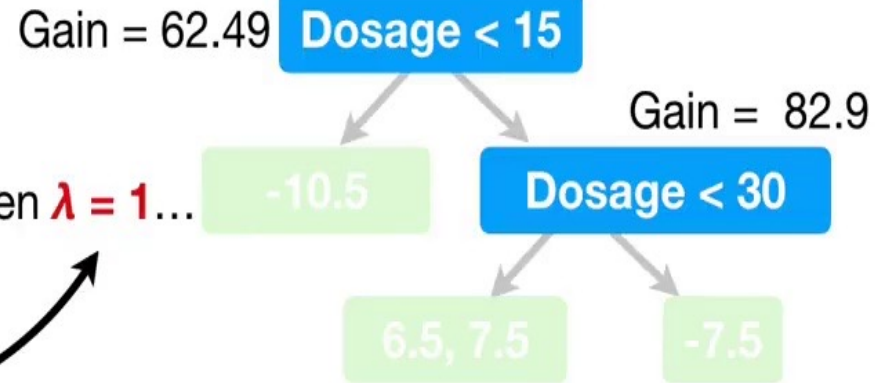 Gain = 62.49 Dosage < 15
Gain = 82.9
en λ = 1... -10.5 Dosage < 30
6.5, 7.5 -7.5